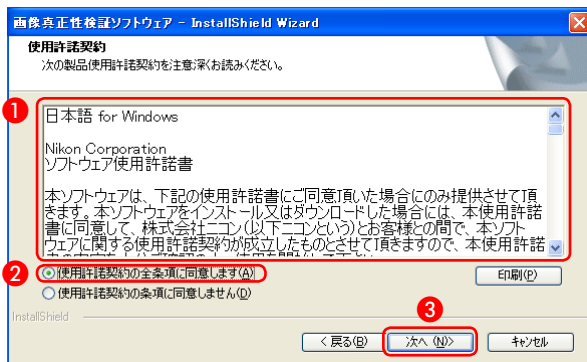 画像真正性検証ソフトウェア - InstallShield Wizard
使用許諾契約
次の製品使用許諾契約を注意深くお読みください。
1
日本語 for Windows
Nikon Corporation
ソフトウェア使用許諾書
本ソフトウェアは、下記の使用許諾書にご同意頂いた場合にのみ提供させて頂
きます。本ソフトウェアをインストール又はダウンロードした場合には、本使用許諾
書に同意して、株式会社ニコン(以下ニコンという)とお客様との間で、本ソフト
ウェアに関する使用許諾契約が成立したものとさせて頂きますので、本使用許諾
2
使用許諾契約の全条項に同意します(A)
印刷(P)
使用許諾契約の条項に同意しません(D)
3
InstallShield
< 戻る(B)
次へ (N)>
キャンセル